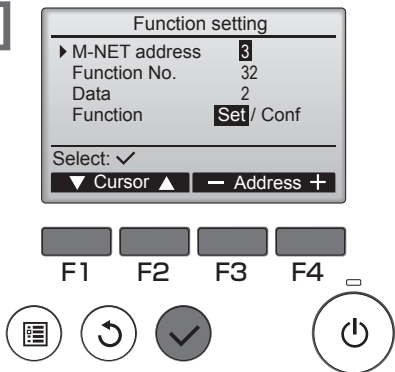 Function setting
M-NET address 3
Function No. 32
Data 2
Function Set / Conf
Select: ✓
▼ Cursor ▲ − Address +
F1 F2 F3 F4